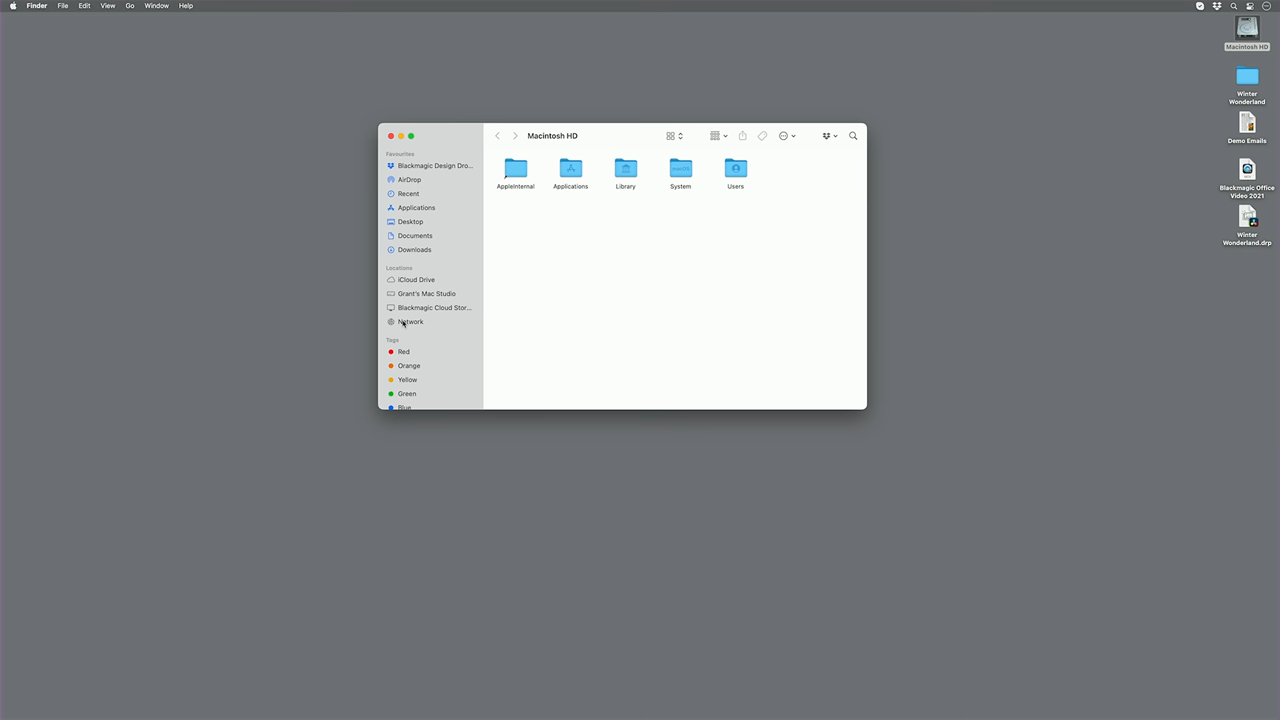 Finder File Edit View Go Window Help
Macintosh HD
Winter
Wonderland
Demo Emails
Blackmagic Office
Video 2021
Winter
Wonderland.drp
Macintosh HD
Favourites
Blackmagic Design Dro...
AirDrop
Recent
Applications
Desktop
Documents
Downloads
Locations
iCloud Drive
Grant's Mac Studio
Blackmagic Cloud Stor...
Network
Tags
Red
Orange
Yellow
Green
Blue
AppleInternal Applications Library System Users